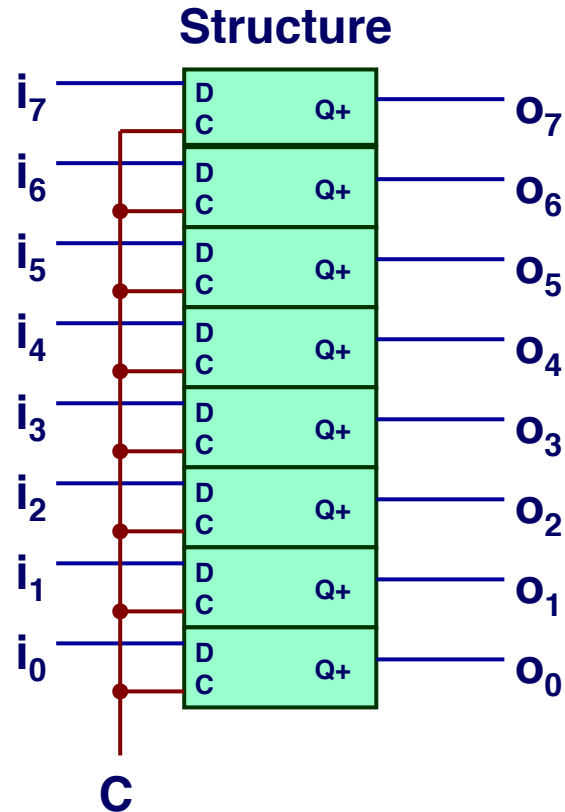 Structure
i7 D C Q+ o7
i6 D C Q+ o6
i5 D C Q+ o5
i4 D C Q+ o4
i3 D C Q+ o3
i2 D C Q+ o2
i1 D C Q+ o1
i0 D C Q+ o0
C